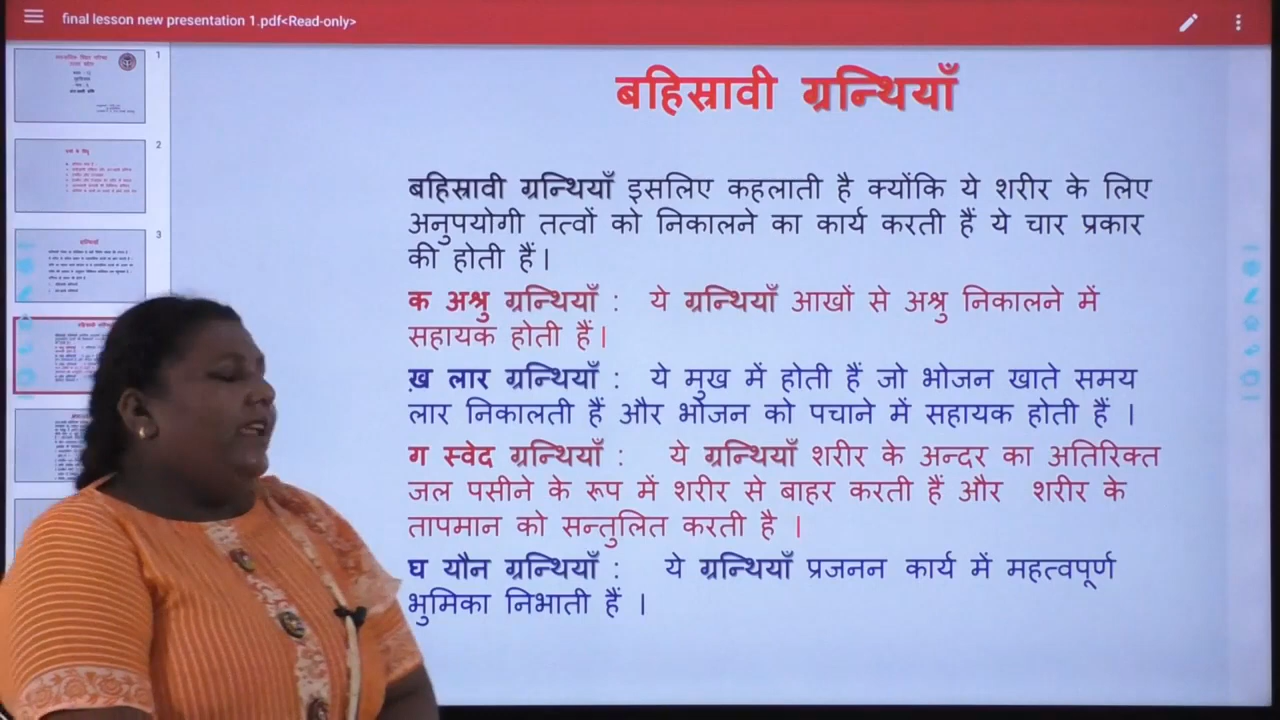 final lesson new presentation 1.pdf<Read-only>
बहिस्रावी ग्रन्थियाँ
बहिस्रावी ग्रन्थियाँ इसलिए कहलाती है क्योंकि ये शरीर के लिए
अनुपयोगी तत्वों को निकालने का कार्य करती हैं ये चार प्रकार
की होती हैं।
क अश्रु ग्रन्थियाँ : ये ग्रन्थियाँ आखों से अश्रु निकालने में
सहायक होती हैं।
ख़ लार ग्रन्थियाँ : ये मुख में होती हैं जो भोजन खाते समय
लार निकालती हैं और भोजन को पचाने में सहायक होती हैं ।
ग स्वेद ग्रन्थियाँ : ये ग्रन्थियाँ शरीर के अन्दर का अतिरिक्त
जल पसीने के रूप में शरीर से बाहर करती हैं और शरीर के
तापमान को सन्तुलित करती है ।
घ यौन ग्रन्थियाँ : ये ग्रन्थियाँ प्रजनन कार्य में महत्वपूर्ण
भुमिका निभाती हैं ।
1
2
3